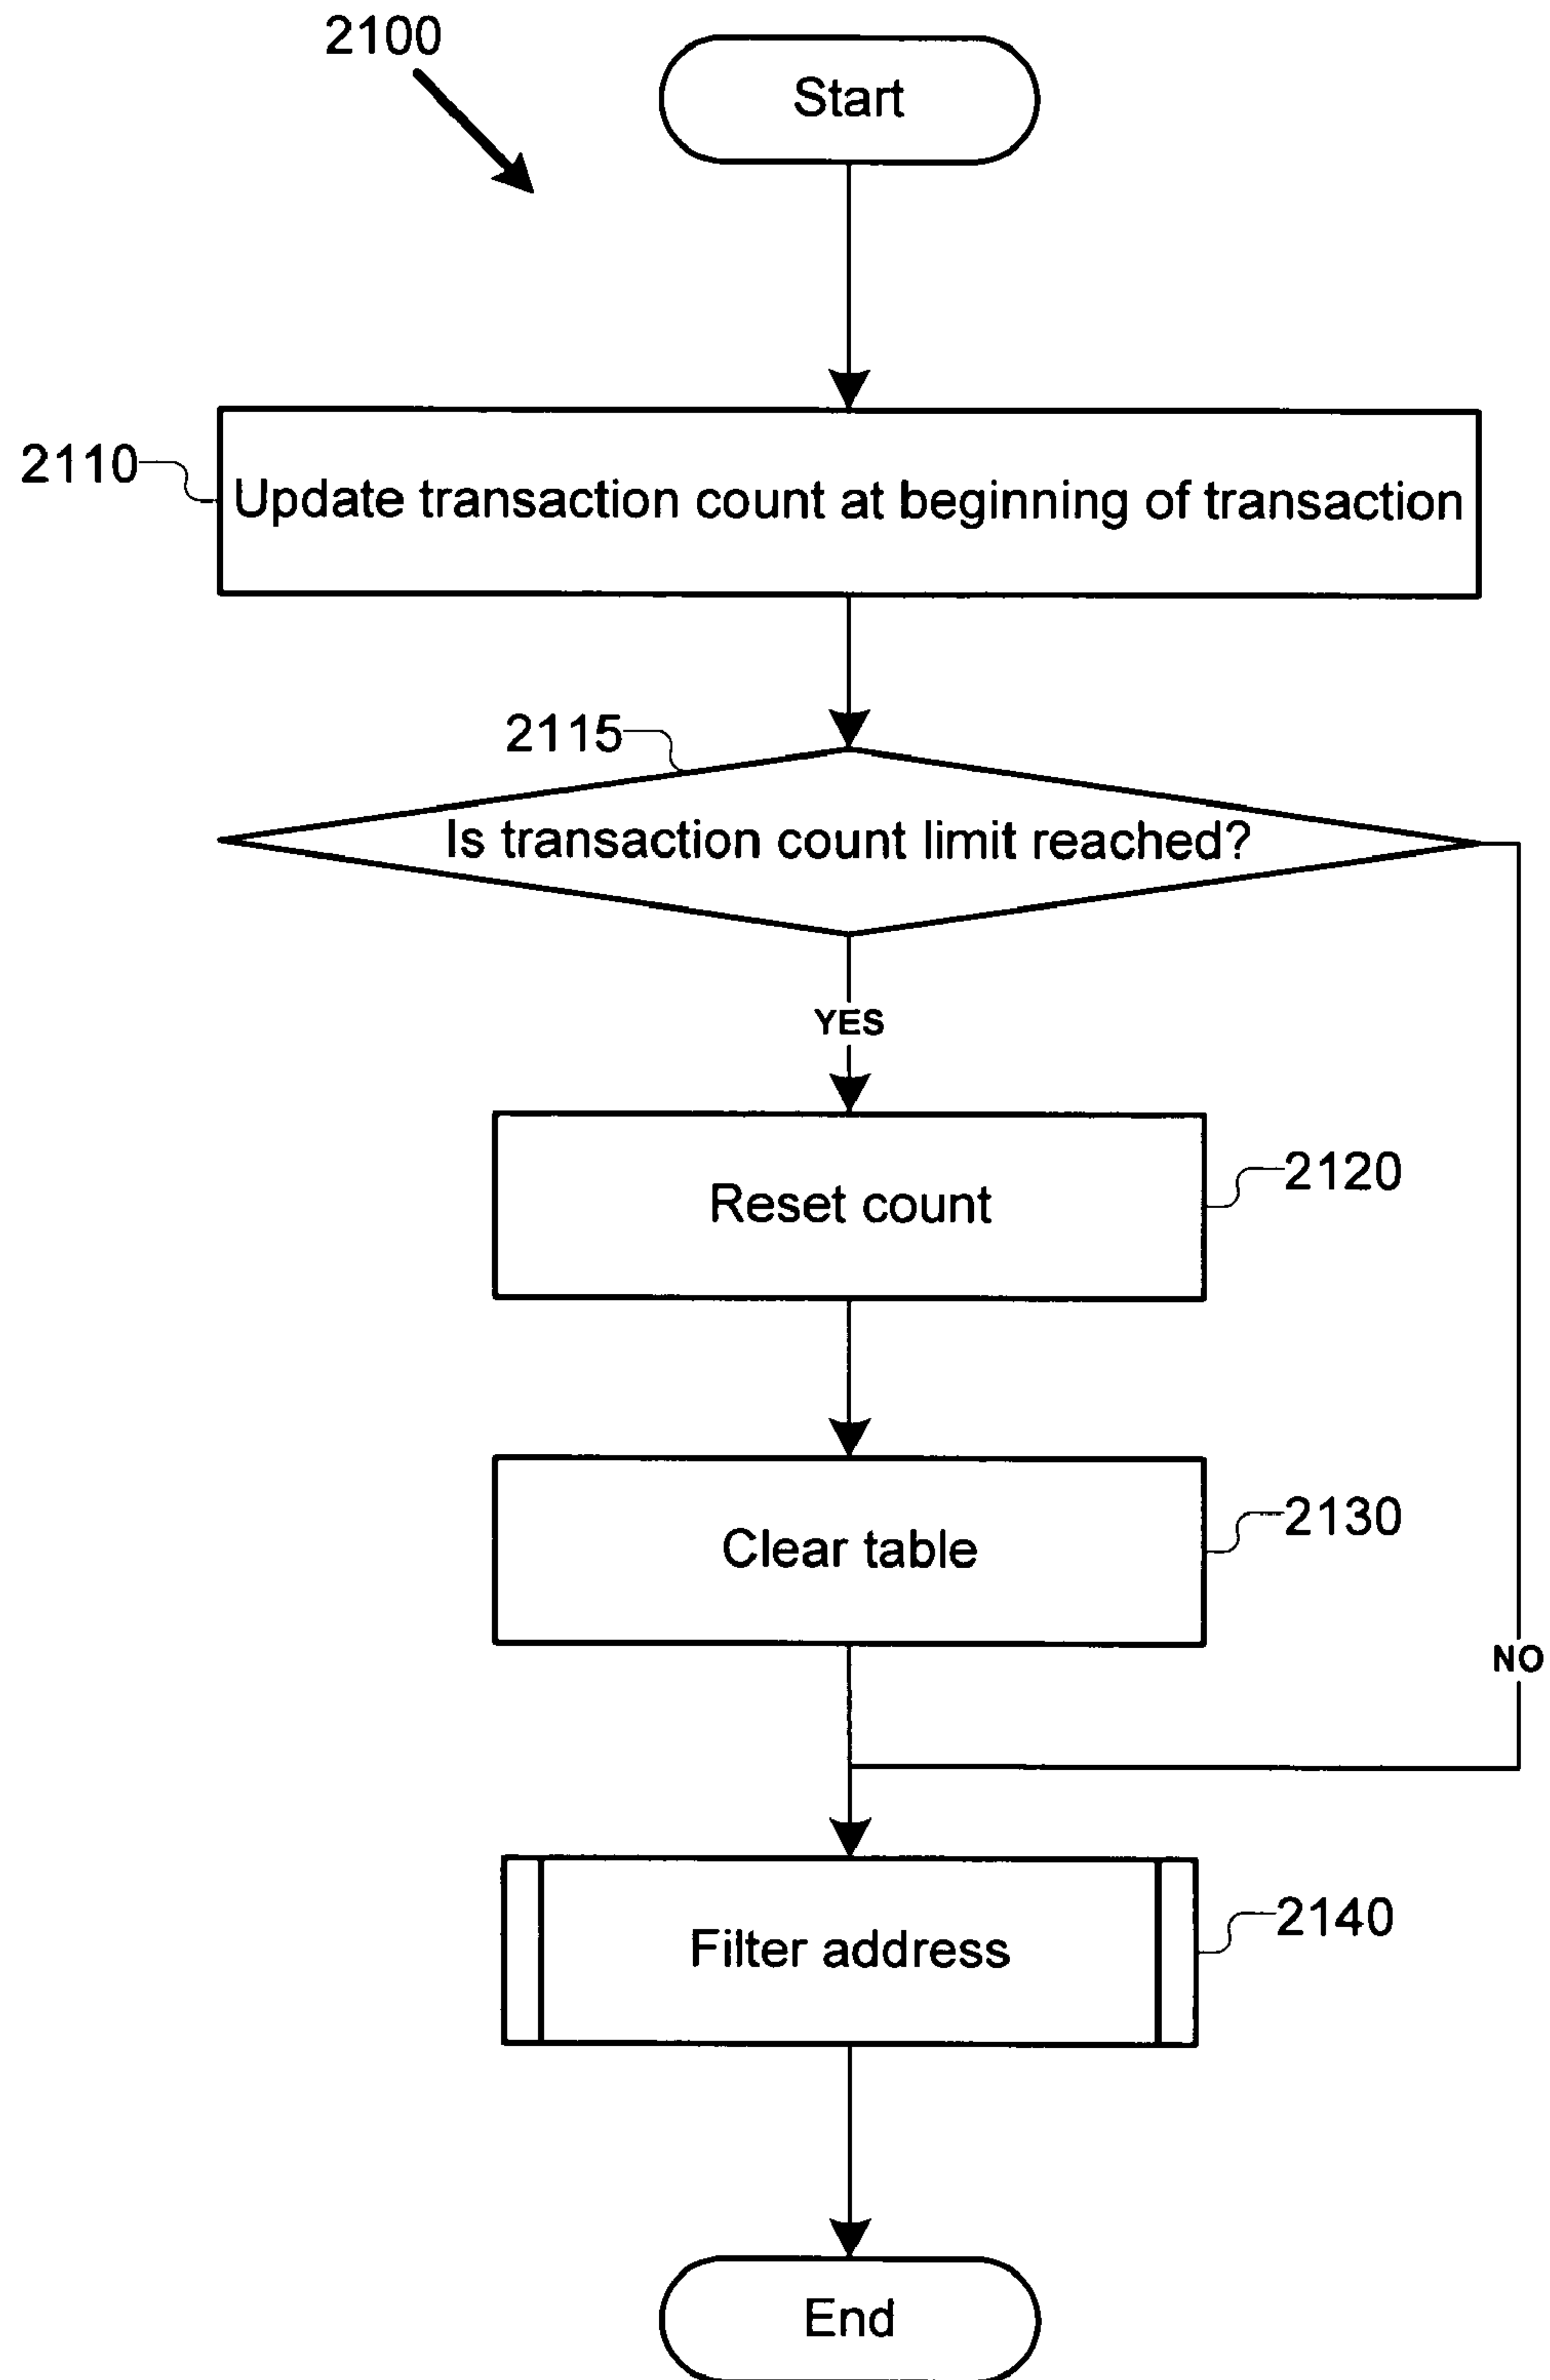 2100
Start
2110
Update transaction count at beginning of transaction
2115
Is transaction count limit reached?
YES
Reset count
2120
Clear table
2130
NO
Filter address
2140
End